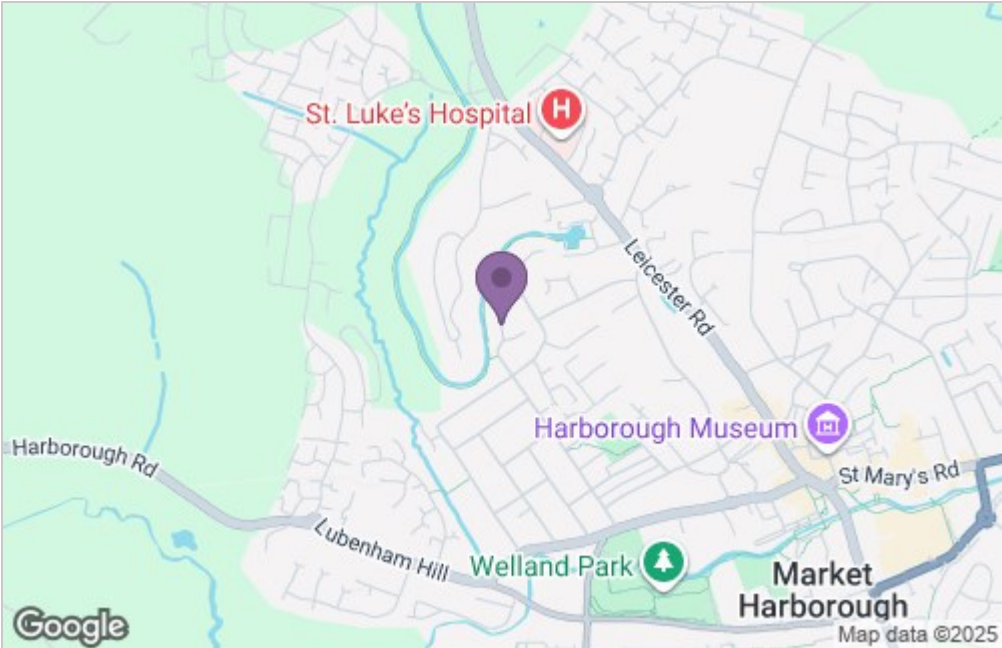 St. Luke's Hospital
H
Leicester Rd
Harborough Museum
Harborough Rd
St Mary's Rd
Lubenham Hill
Welland Park
Market
Harborough
Google
Map data ©2025